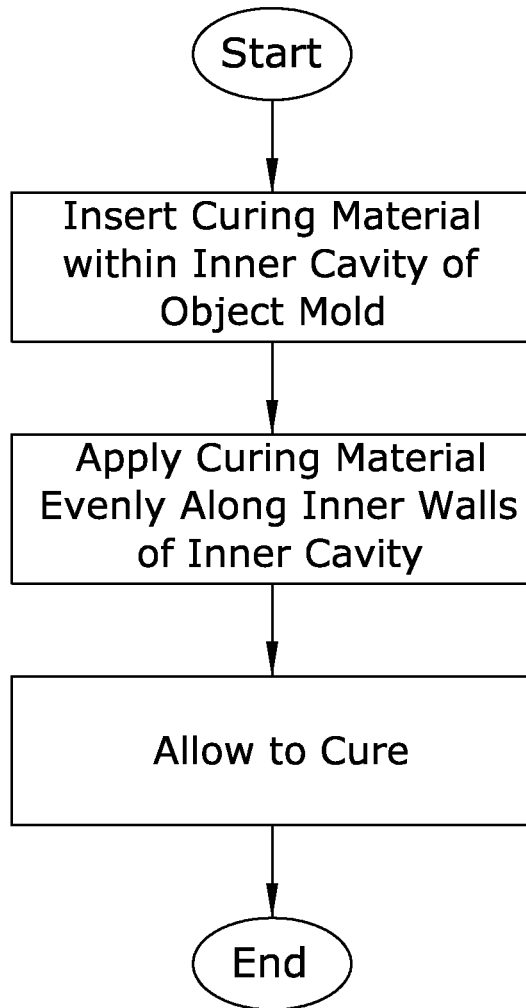 Start
Insert Curing Material
within Inner Cavity of
Object Mold
Apply Curing Material
Evenly Along Inner Walls
of Inner Cavity
Allow to Cure
End